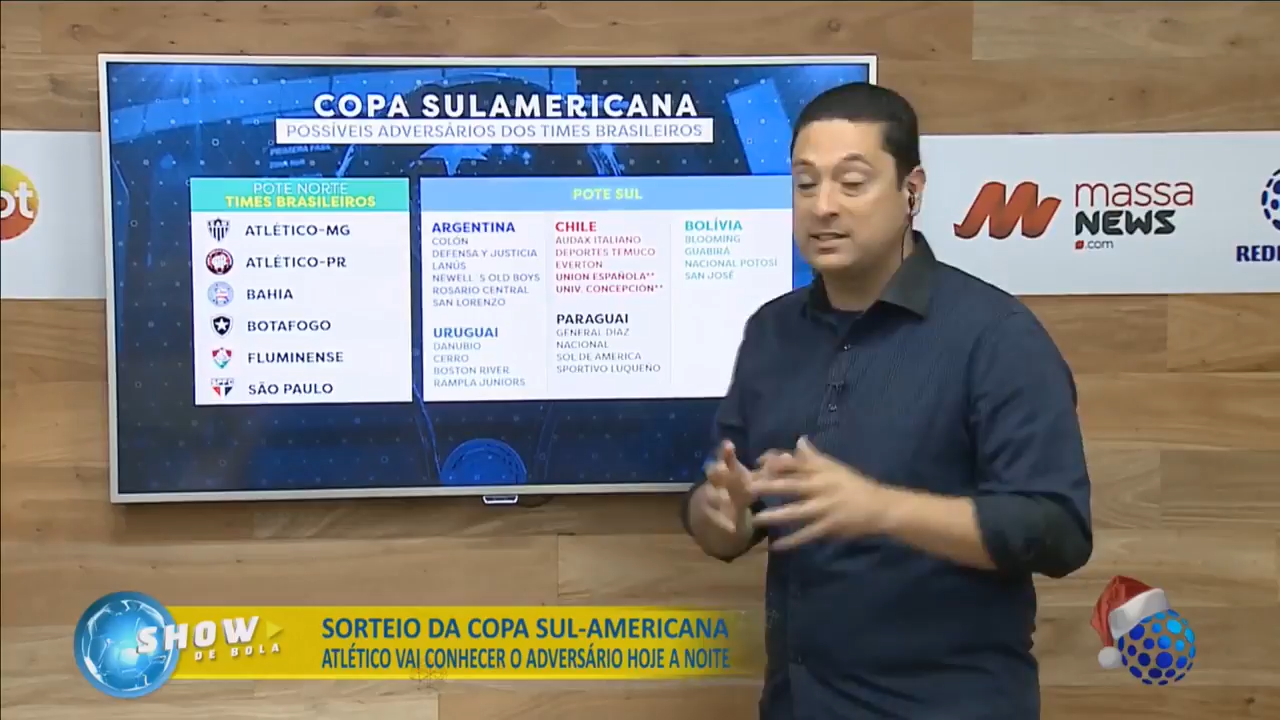 COPA SULAMERICANA
POSSÍVEIS ADVERSÁRIOS DOS TIMES BRASILEIROS
POTE NORTE
TIMES BRASILEIROS
ATLÉTICO-MG
ATLÉTICO-PR
BAHIA
BOTAFOGO
FLUMINENSE
SÃO PAULO
POTE SUL
ARGENTINA
COLÓN
DEFENSA Y JUSTICIA
LANÚS
NEWELL´S OLD BOYS
ROSARIO CENTRAL
SAN LORENZO
URUGUAI
DANUBIO
CERRO
BOSTON RIVER
RAMPLA JUNIORS
CHILE
AUDAX ITALIANO
DEPORTES TEMUCO
EVERTON
UNION ESPAÑOLA**
UNIV. CONCEPCIÓN**
PARAGUAI
GENERAL DIAZ
NACIONAL
SOL DE AMERICA
SPORTIVO LUQUEÑO
BOLÍVIA
BLOOMING
GUABIRÁ
NACIONAL POTOSÍ
SAN JOSÉ
massa
NEWS
.com
SHOW
DE BOLA
SORTEIO DA COPA SUL-AMERICANA
ATLÉTICO VAI CONHECER O ADVERSÁRIO HOJE A NOITE